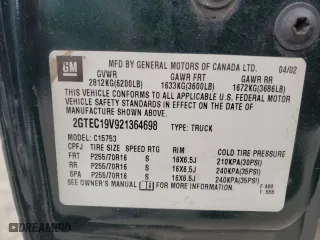 GM
MFD BY GENERAL MOTORS OF CANADA LTD. 04/02
GVWR GAWR FRT GAWR RR
2812KG(6200LB) 1633KG(3600LB) 1672KG(3686LB)
THIS VEHICLE CONFORMS TO ALL APPLICABLE U.S. FEDERAL MOTOR
VEHICLE SAFETY STANDARDS IN EFFECT ON THE DATE OF
MANUFACTURE SHOWN ABOVE.
2GTEC19V921364698 TYPE: TRUCK
MODEL: C15753
CPFJ TIRE SIZE SPEED RTG RIM COLD TIRE PRESSURE
FRT P255/70R16 S 16X6.5J 210KPA(30PSI)
RR P255/70R16 S 16X6.5J 240KPA(35PSI)
SPA P255/70R16 S 16X6.5J 240KPA(35PSI)
SEE OWNER'S MANUAL FOR MORE INFORMATION.